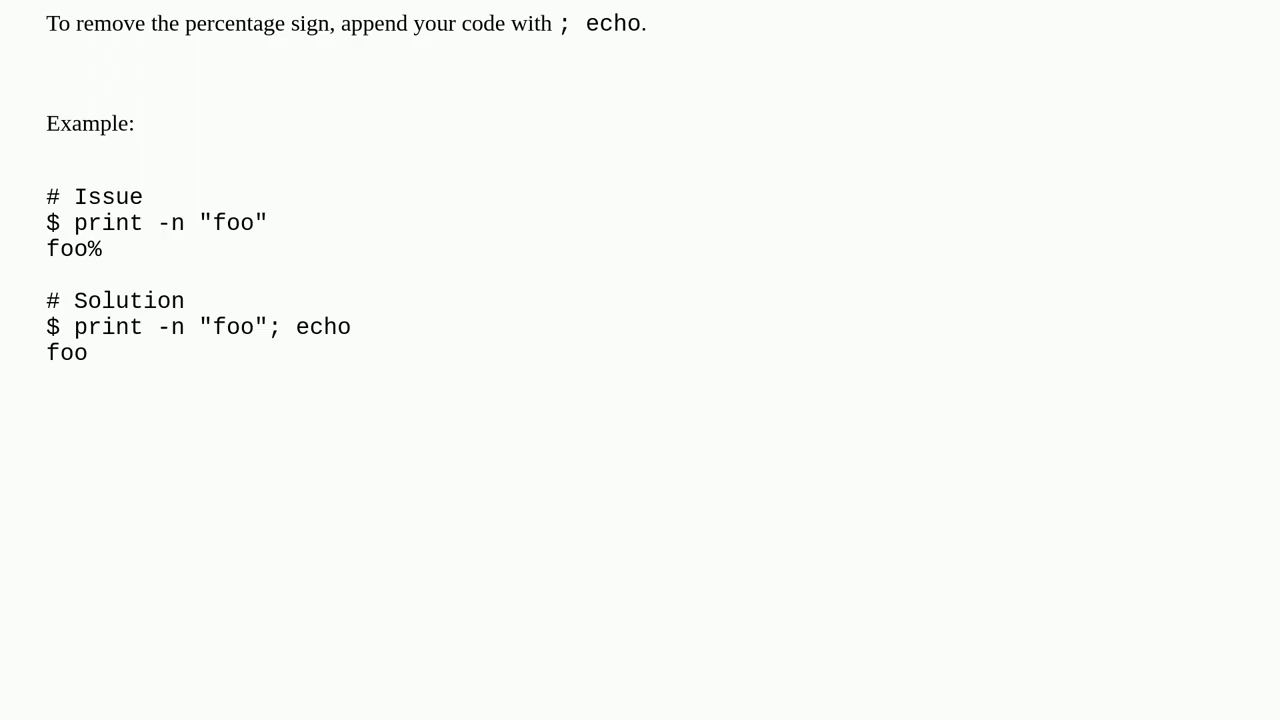 To remove the percentage sign, append your code with ; echo.
Example:
# Issue
$ print -n "foo"
foo%
# Solution
$ print -n "foo"; echo
foo